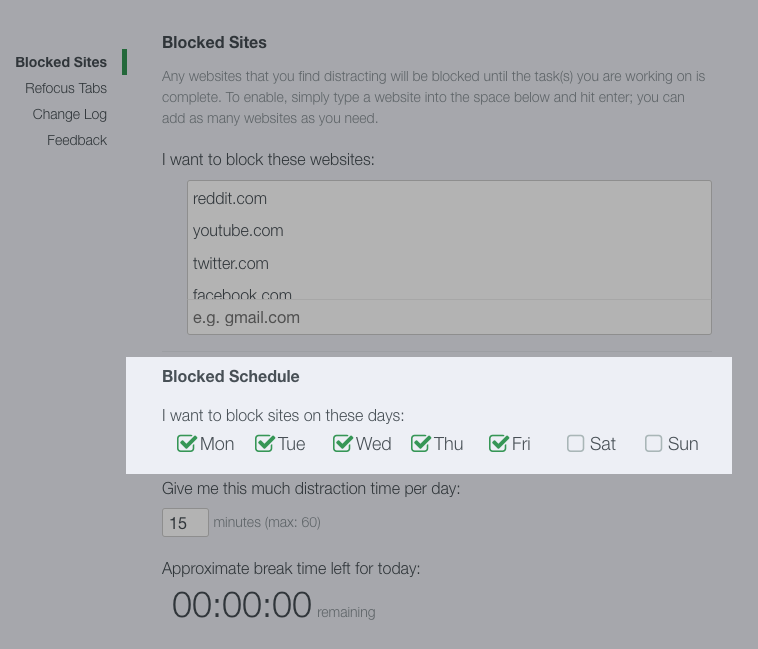 Blocked Sites
Refocus Tabs
Change Log
Feedback
Blocked Sites
Any websites that you find distracting will be blocked until the task(s) you are working on is
complete. To enable, simply type a website into the space below and hit enter; you can
add as many websites as you need.
I want to block these websites:
reddit.com
youtube.com
twitter.com
facebook.com
e.g. gmail.com
Blocked Schedule
I want to block sites on these days:
Mon Tue Wed Thu Fri Sat Sun
Give me this much distraction time per day:
15 minutes (max: 60)
Approximate break time left for today:
00:00:00 remaining